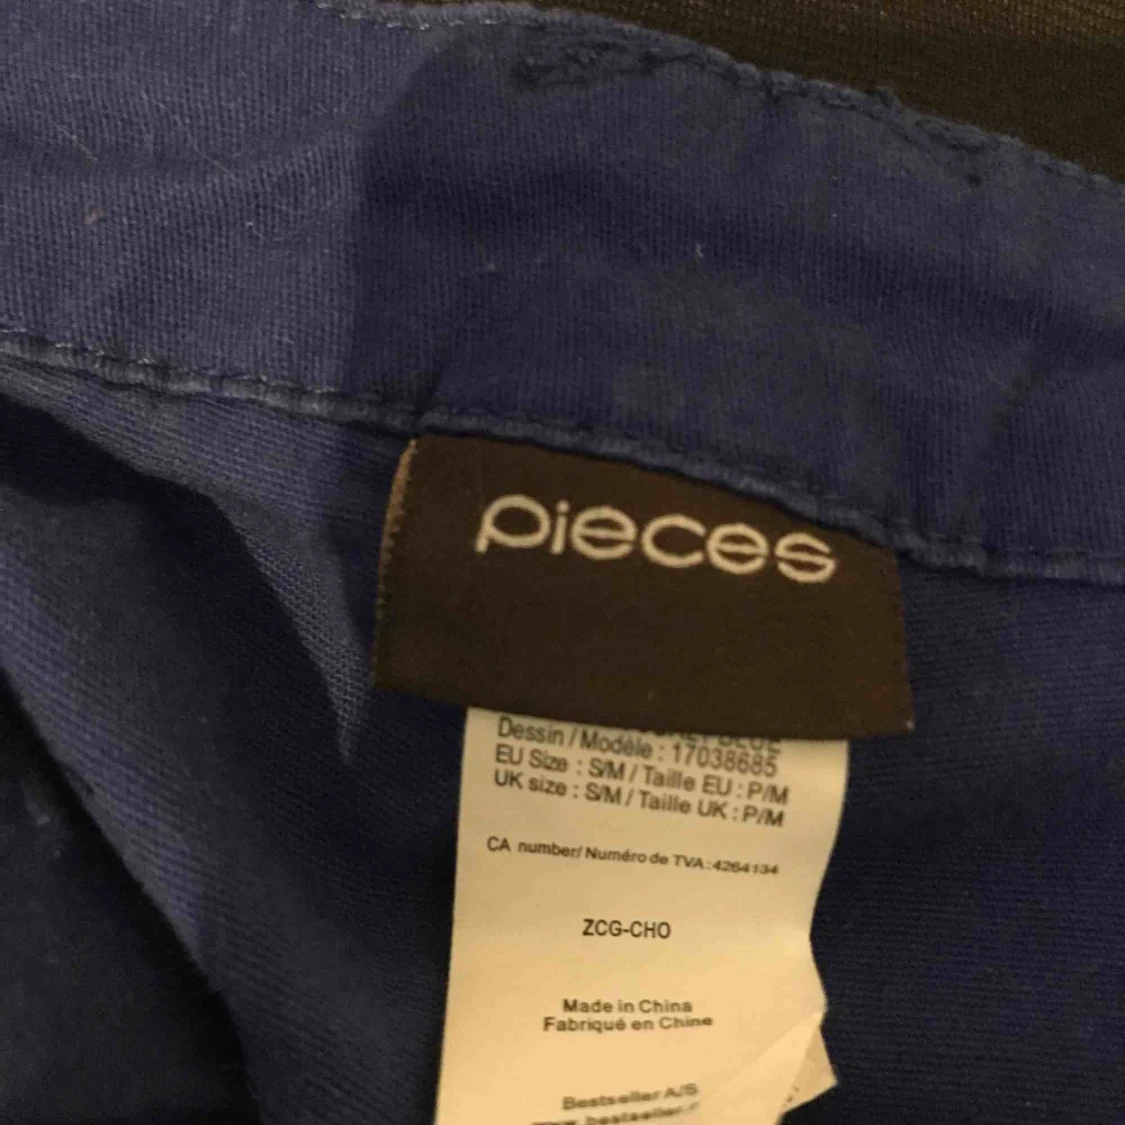 pieces
BLUE
Dessin / Modèle : 17038685
EU Size : S/M / Taille EU : P/M
UK size : S/M / Taille UK : P/M
CA number/ Numéro de TVA : 4264134
ZCG-CHO
Made in China
Fabriqué en Chine
Bestseller A/S